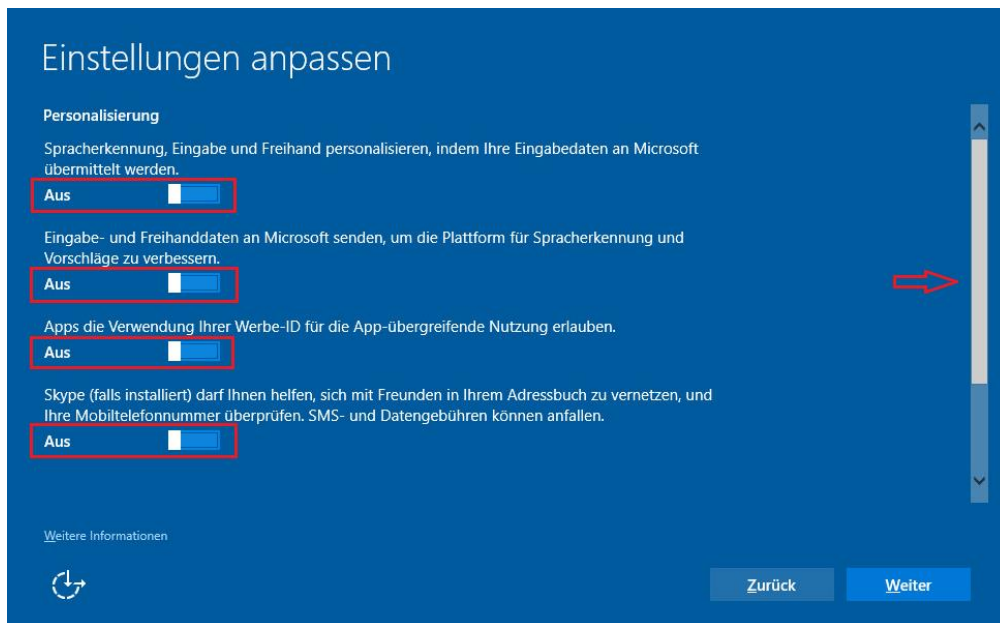 Einstellungen anpassen
Personalisierung
Spracherkennung, Eingabe und Freihand personalisieren, indem Ihre Eingabedaten an Microsoft
übermittelt werden.
Aus
Eingabe- und Freihanddaten an Microsoft senden, um die Plattform für Spracherkennung und
Vorschläge zu verbessern.
Aus
Apps die Verwendung Ihrer Werbe-ID für die App-übergreifende Nutzung erlauben.
Aus
Skype (falls installiert) darf Ihnen helfen, sich mit Freunden in Ihrem Adressbuch zu vernetzen, und
Ihre Mobiltelefonnummer überprüfen. SMS- und Datengebühren können anfallen.
Aus
Weitere Informationen
Zurück Weiter